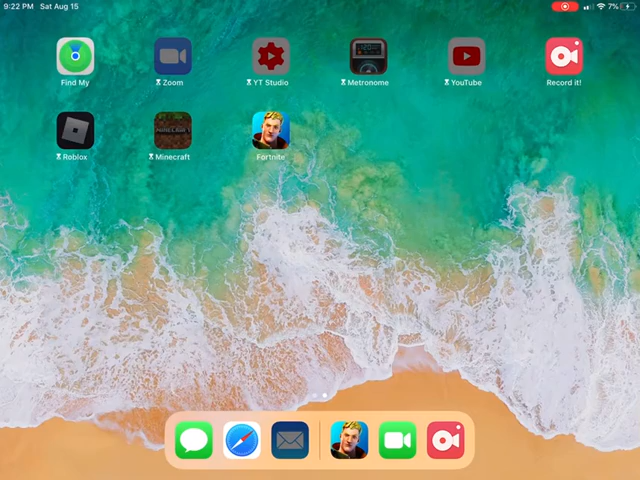 9:22 PM Sat Aug 15 7%
Find My Zoom YT Studio Metronome YouTube Record it!
MINECRAFT
Roblox Minecraft Fortnite